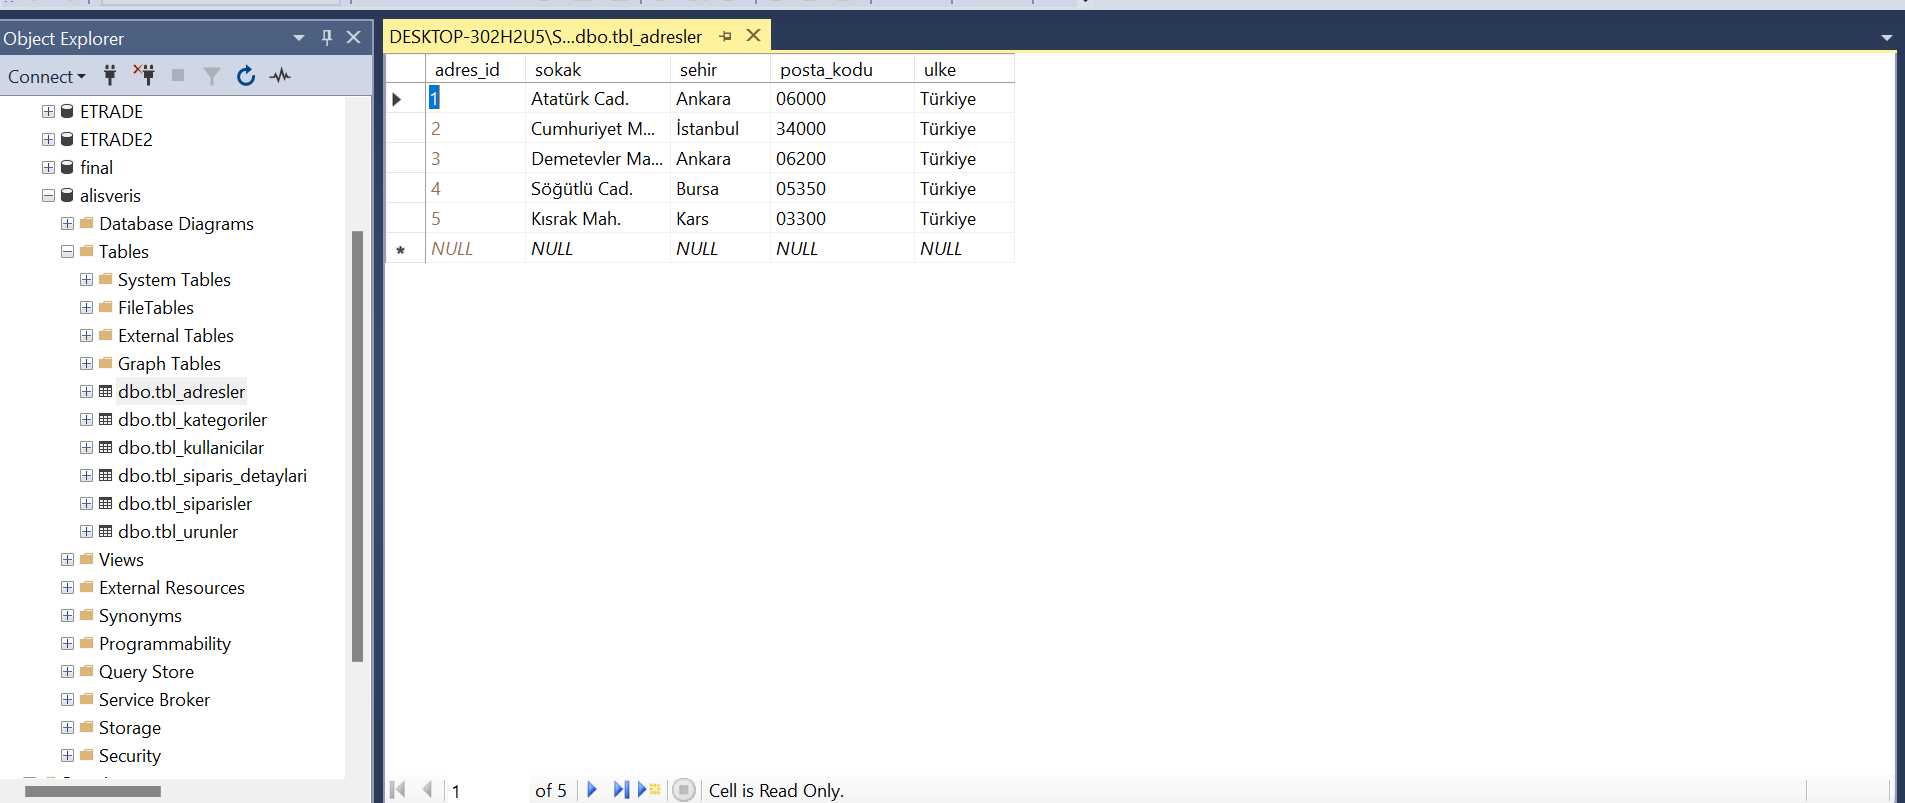 Object Explorer
Connect
ETRADE
ETRADE2
final
alisveris
Database Diagrams
Tables
System Tables
FileTables
External Tables
Graph Tables
dbo.tbl_adresler
dbo.tbl_kategoriler
dbo.tbl_kullanicilar
dbo.tbl_siparis_detaylari
dbo.tbl_siparisler
dbo.tbl_urunler
Views
External Resources
Synonyms
Programmability
Query Store
Service Broker
Storage
Security
DESKTOP-302H2U5\S...dbo.tbl_adresler
adres_id sokak sehir posta_kodu ulke
1 Atatürk Cad. Ankara 06000 Türkiye
2 Cumhuriyet M... İstanbul 34000 Türkiye
3 Demetevler Ma... Ankara 06200 Türkiye
4 Söğütlü Cad. Bursa 05350 Türkiye
5 Kısrak Mah. Kars 03300 Türkiye
NULL NULL NULL NULL NULL
1 of 5 Cell is Read Only.